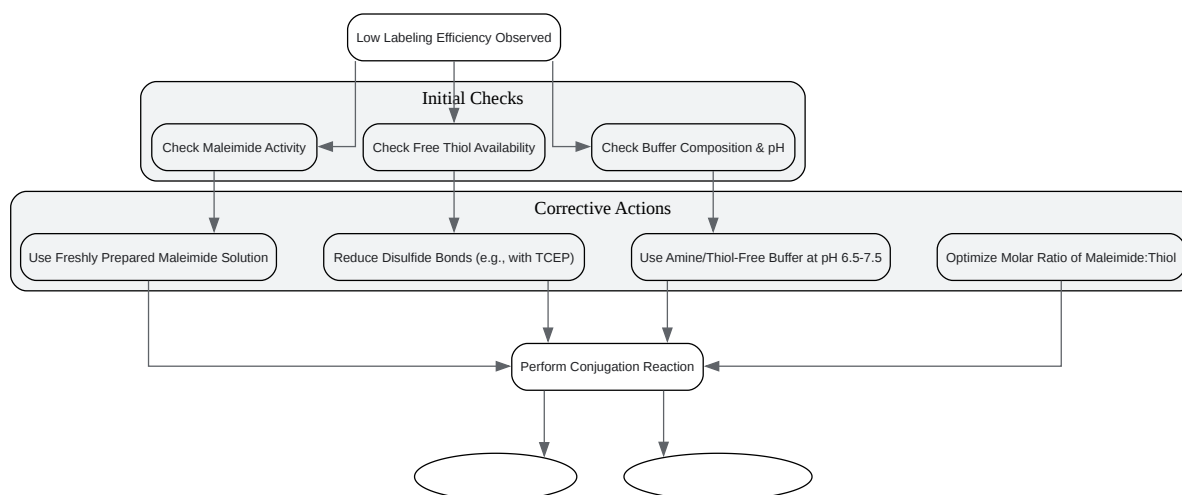 Low Labeling Efficiency Observed
Initial Checks
Check Maleimide Activity
Check Free Thiol Availability
Check Buffer Composition & pH
Corrective Actions
Use Freshly Prepared Maleimide Solution
Reduce Disulfide Bonds (e.g., with TCEP)
Use Amine/Thiol-Free Buffer at pH 6.5-7.5
Optimize Molar Ratio of Maleimide:Thiol
Perform Conjugation Reaction